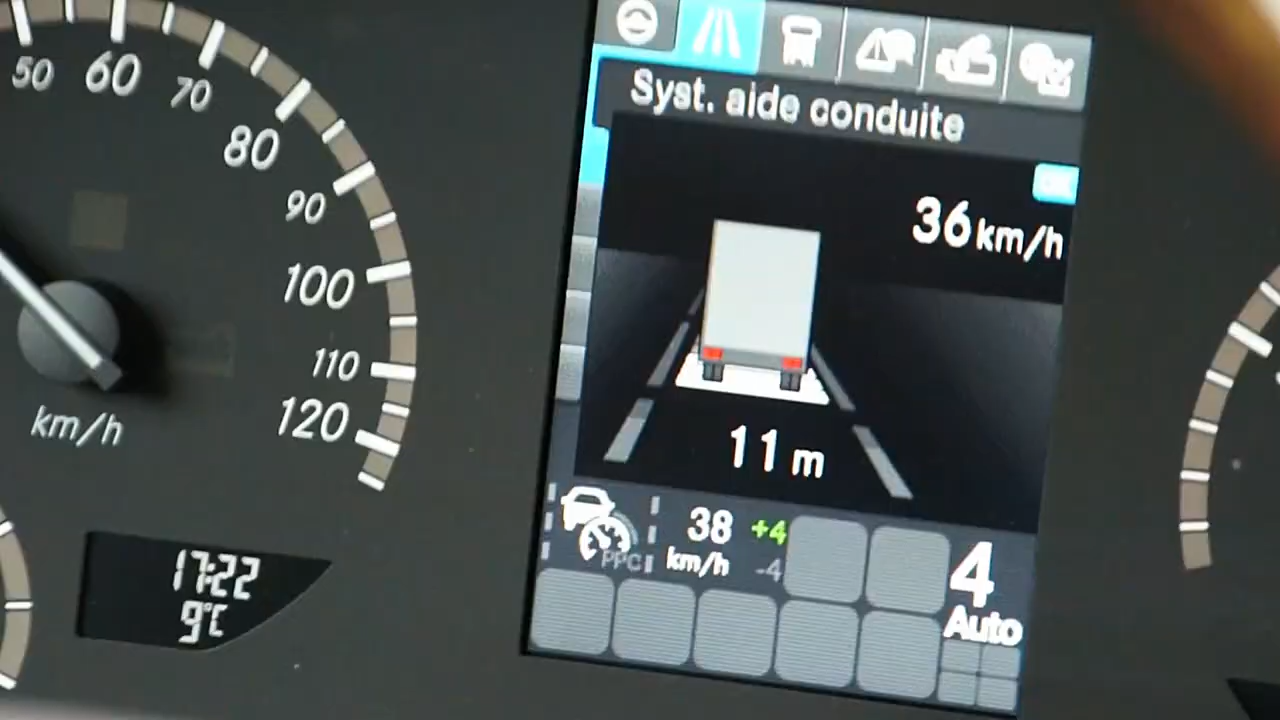 50
60
70
80
90
100
110
120
km/h
17:22
9°C
Syst. aide conduite
OK
36 km/h
11 m
PPC
38 +4
km/h -4
4
Auto